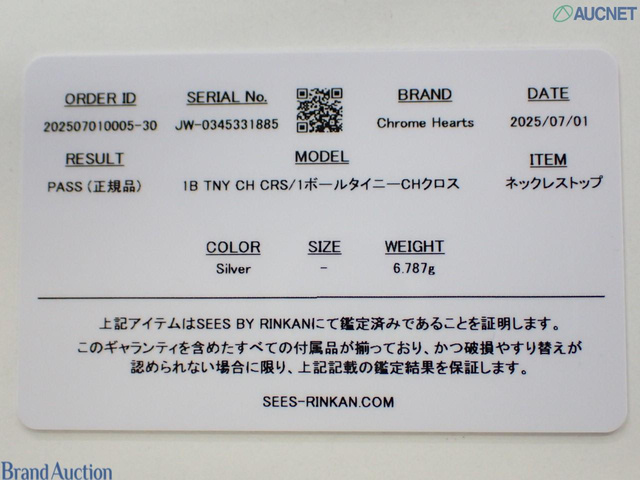 AUCNET
ORDER ID SERIAL No. BRAND DATE
202507010005-30 JW-0345331885 Chrome Hearts 2025/07/01
RESULT MODEL ITEM
PASS（正規品） 1B TNY CH CRS/1ボールタイニーCHクロス ネックレストップ
COLOR SIZE WEIGHT
Silver - 6.787g
上記アイテムはSEES BY RINKANにて鑑定済みであることを証明します。
このギャランティを含めたすべての付属品が揃っており、かつ破損やすり替えが
認められない場合に限り、上記記載の鑑定結果を保証します。
SEES-RINKAN.COM
Brand Auction